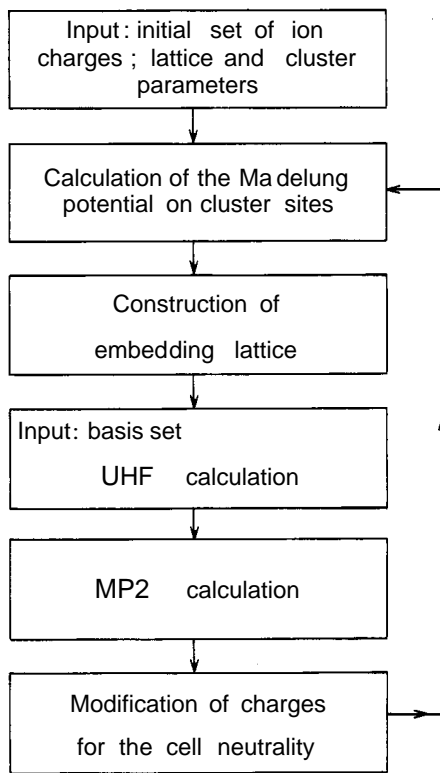 Input: initial set of ion
charges; lattice and cluster
parameters
Calculation of the Madelung
potential on cluster sites
Construction of
embedding lattice
Input: basis set
UHF calculation
MP2 calculation
Modification of charges
for the cell neutrality